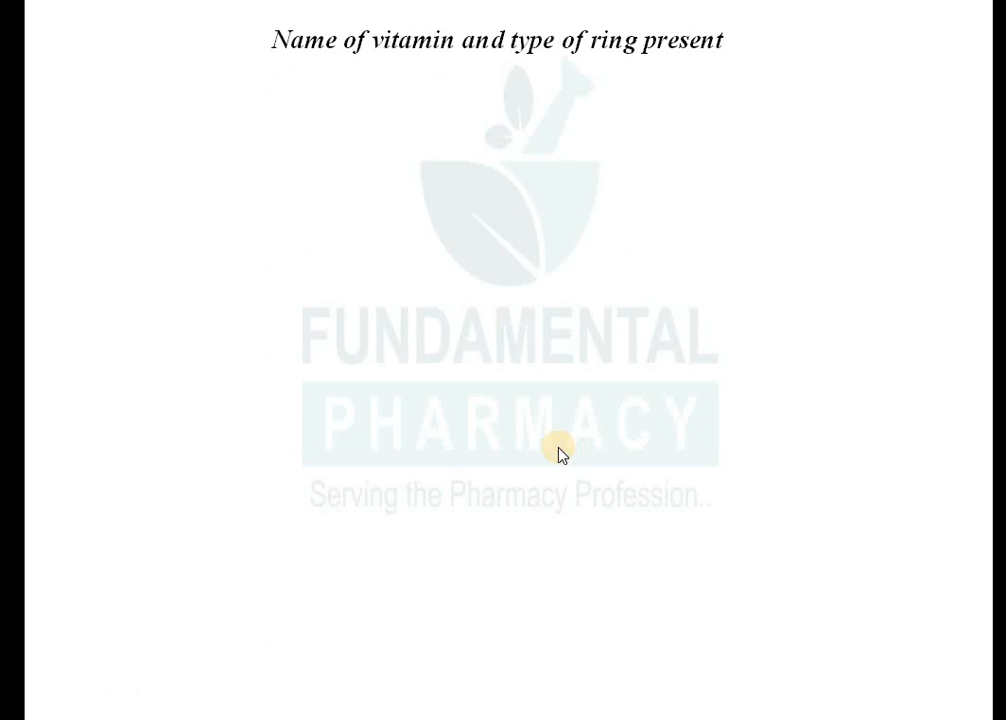 Name of vitamin and type of ring present
FUNDAMENTAL
PHARMACY
Serving the Pharmacy Profession..